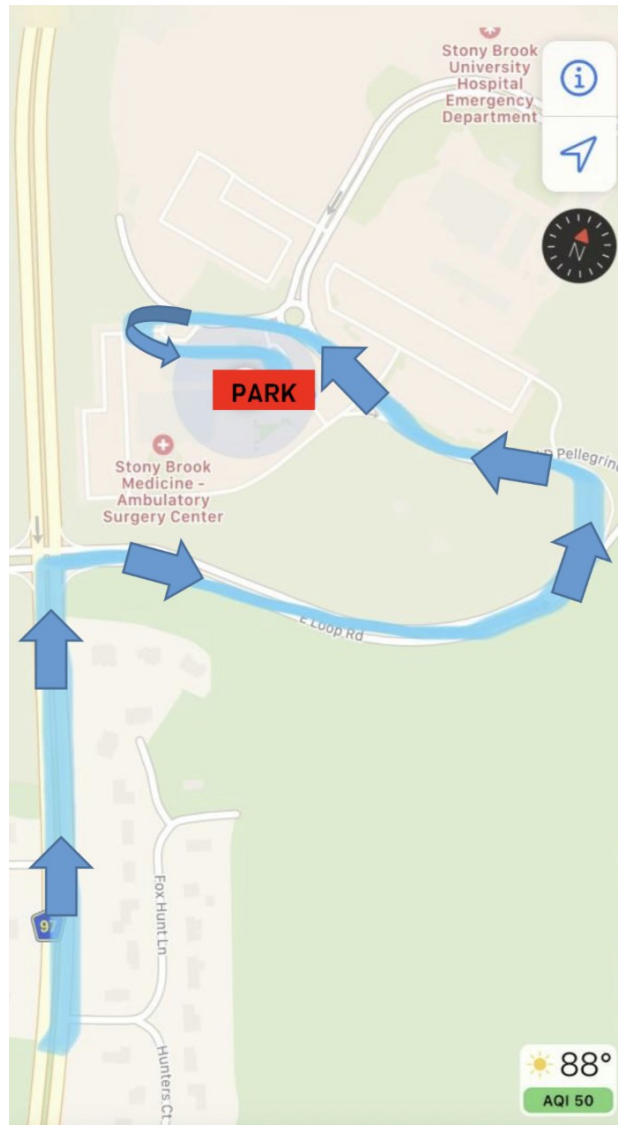 Stony Brook
University
Hospital
Emergency
Department
N
PARK
Pellegrino
Stony Brook
Medicine -
Ambulatory
Surgery Center
E Loop Rd
97
Fox Hunt Ln
Hunters Ct
88°
AQI 50